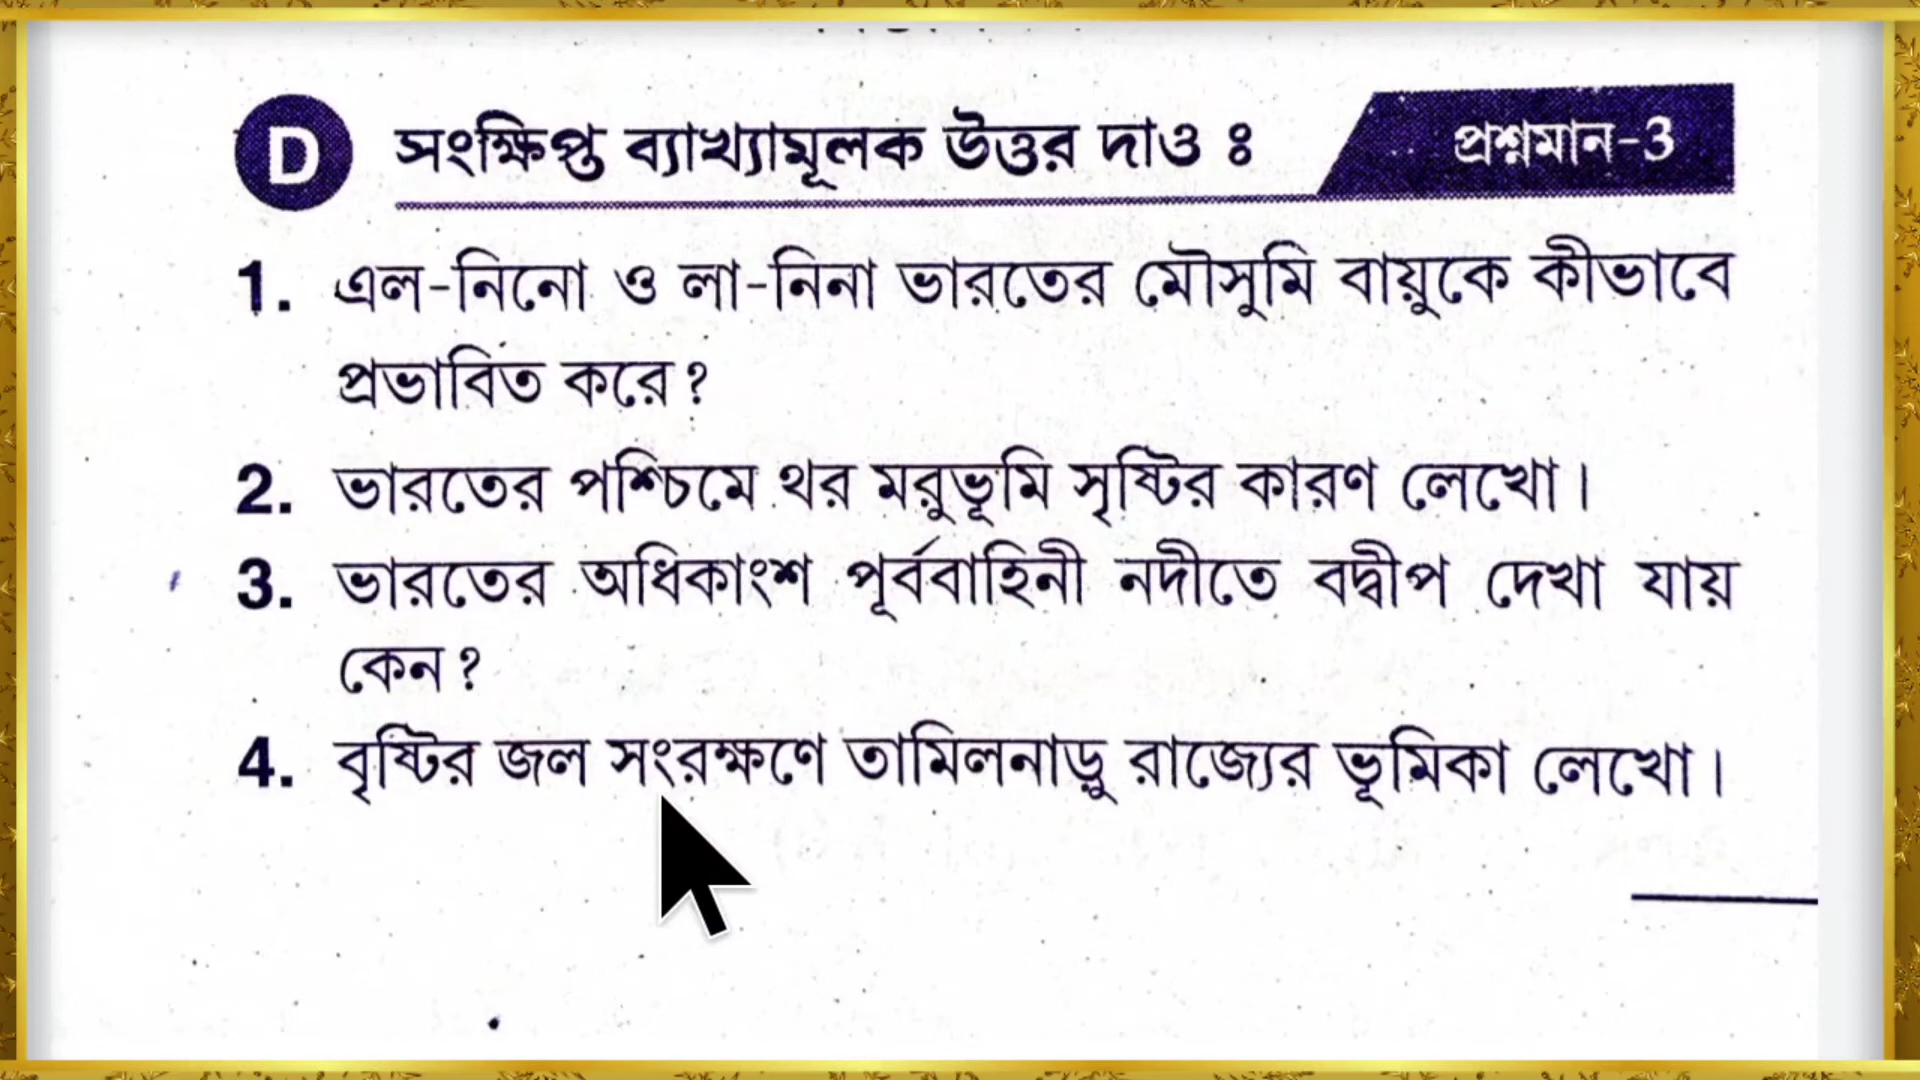 D সংক্ষিপ্ত ব্যাখ্যামূলক উত্তর দাও ঃ প্রশ্নমান-3
1. এল-নিনো ও লা-নিনা ভারতের মৌসুমি বায়ুকে কীভাবে
প্রভাবিত করে?
2. ভারতের পশ্চিমে থর মরুভূমি সৃষ্টির কারণ লেখো।
3. ভারতের অধিকাংশ পূর্ববাহিনী নদীতে বদ্বীপ দেখা যায়
কেন?
4. বৃষ্টির জল সংরক্ষণে তামিলনাড়ু রাজ্যের ভূমিকা লেখো।